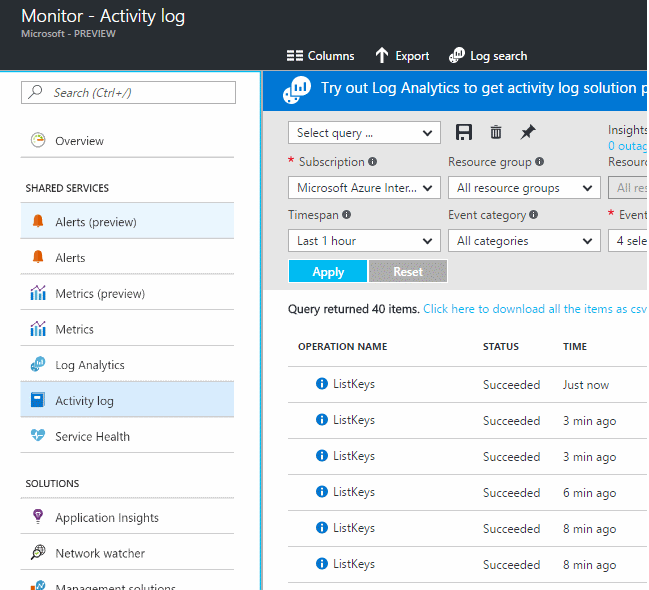 Monitor - Activity log
Microsoft - PREVIEW
Columns
Export
Log search
Search (Ctrl+/)
Overview
SHARED SERVICES
Alerts (preview)
Alerts
Metrics (preview)
Metrics
Log Analytics
Activity log
Service Health
SOLUTIONS
Application Insights
Network watcher
Management solutions
Try out Log Analytics to get activity log solution p
Select query ...
Insights
0 outag
* Subscription
Resource group
Resourc
Microsoft Azure Inter...
All resource groups
All res
Timespan
Event category
* Event
Last 1 hour
All categories
4 sele
Apply
Reset
Query returned 40 items. Click here to download all the items as csv
OPERATION NAME STATUS TIME
ListKeys Succeeded Just now
ListKeys Succeeded 3 min ago
ListKeys Succeeded 3 min ago
ListKeys Succeeded 6 min ago
ListKeys Succeeded 8 min ago
ListKeys Succeeded 8 min ago